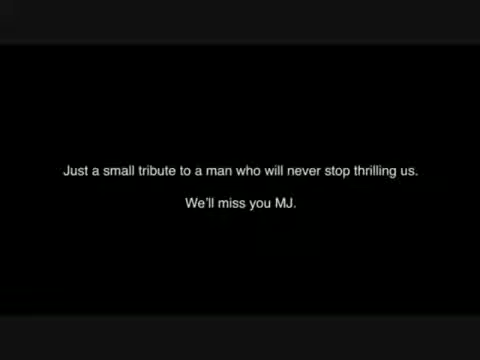 Just a small tribute to a man who will never stop thrilling us.
We'll miss you MJ.